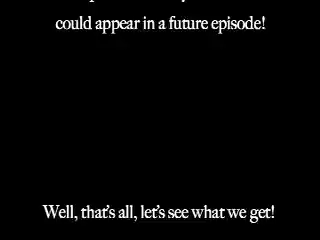 could appear in a future episode!
Well, that's all, let's see what we get!